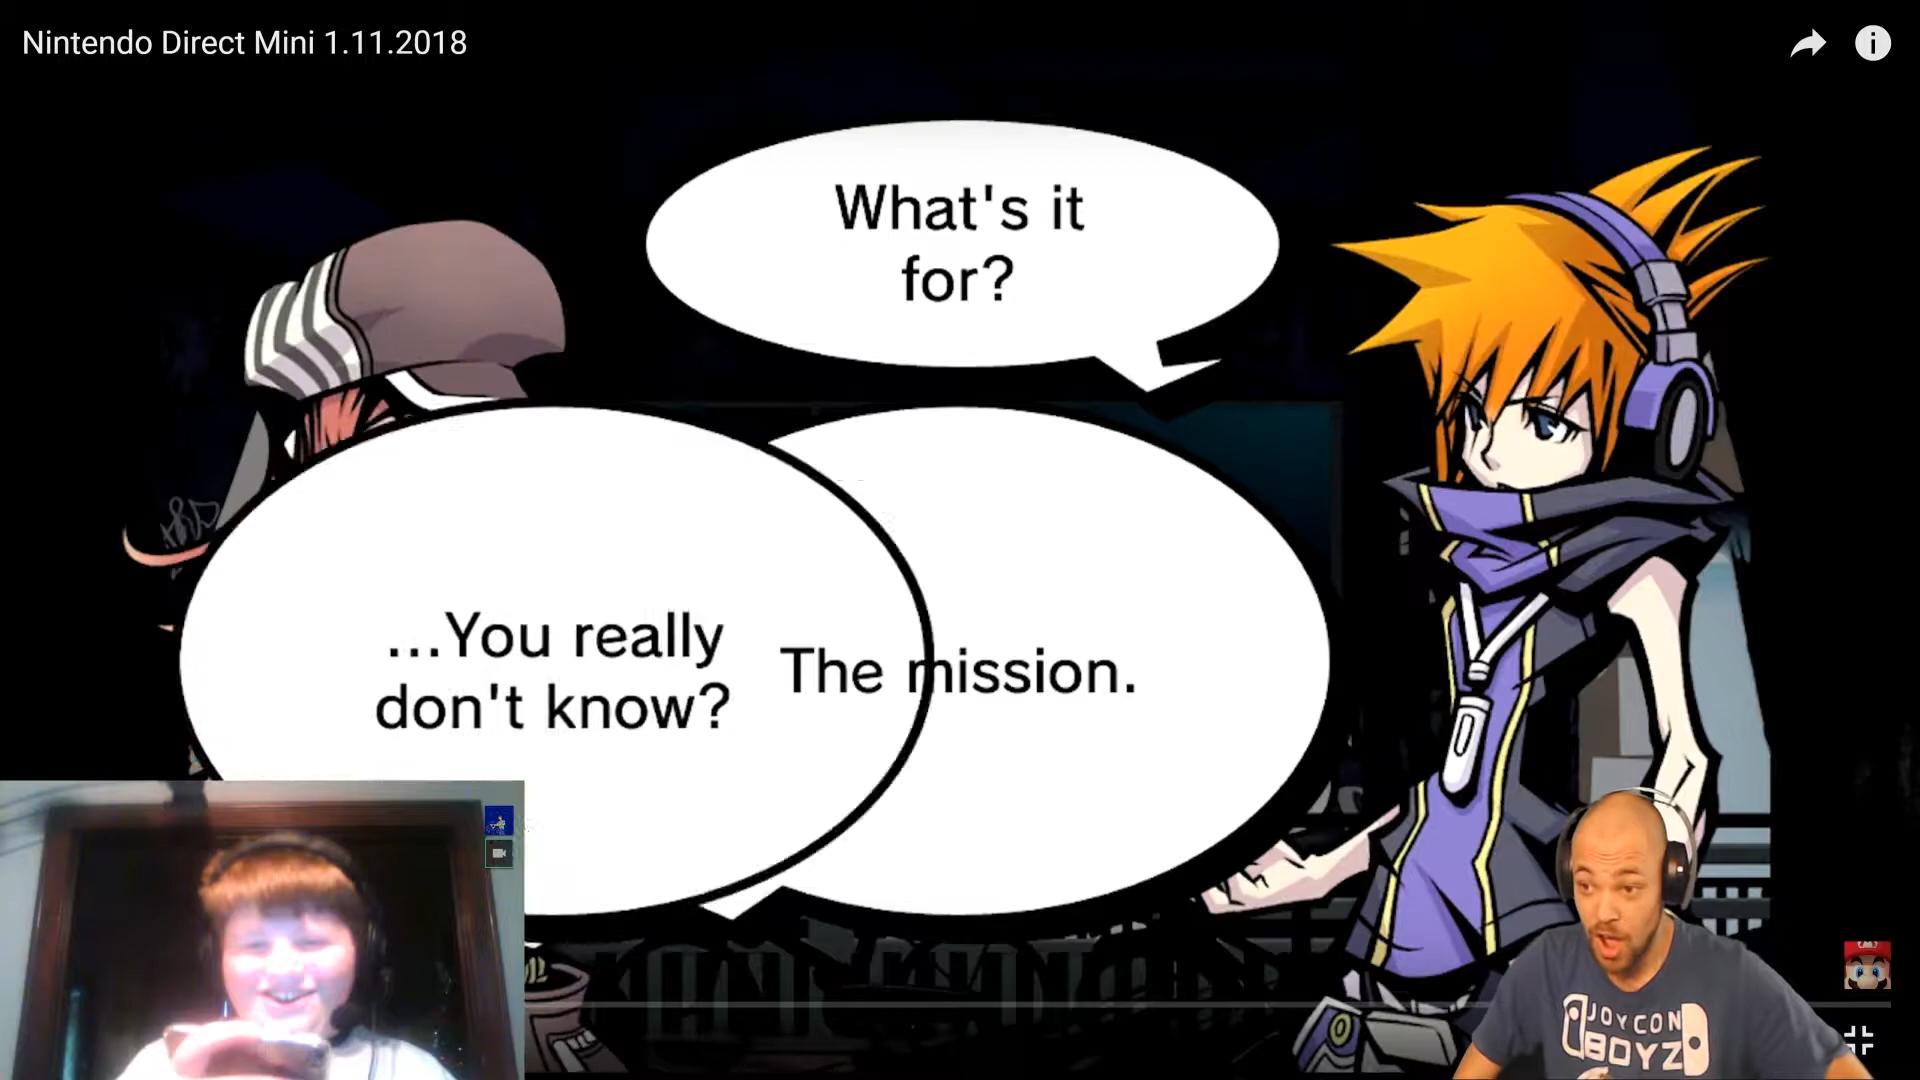 Nintendo Direct Mini 1.11.2018
What's it
for?
...You really
don't know?
The mission.
JOYCON
BOYZ